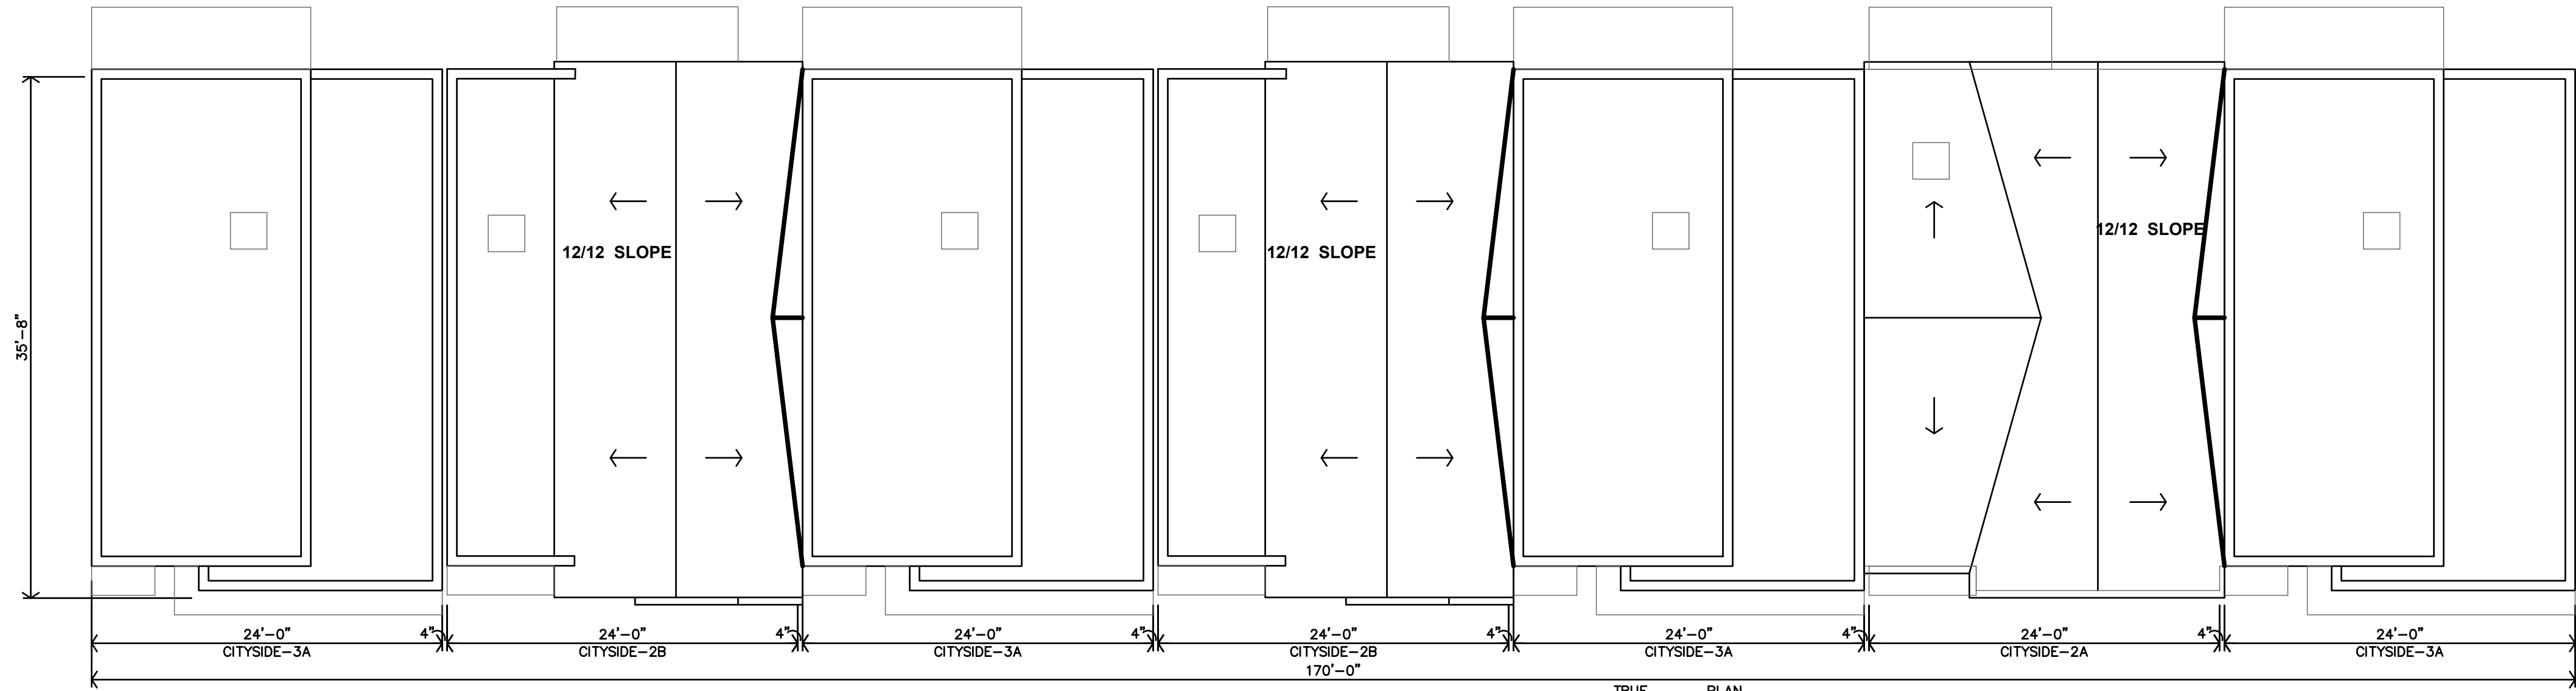 12/12 SLOPE
12/12 SLOPE
12/12 SLOPE
35'-8"
24'-0" 4" 24'-0" 4" 24'-0" 4" 24'-0" 4" 24'-0" 4" 24'-0" 4" 24'-0"
CITYSIDE-3A CITYSIDE-2B CITYSIDE-3A CITYSIDE-2B CITYSIDE-3A CITYSIDE-2A CITYSIDE-3A
170'-0"
TRUE PLAN